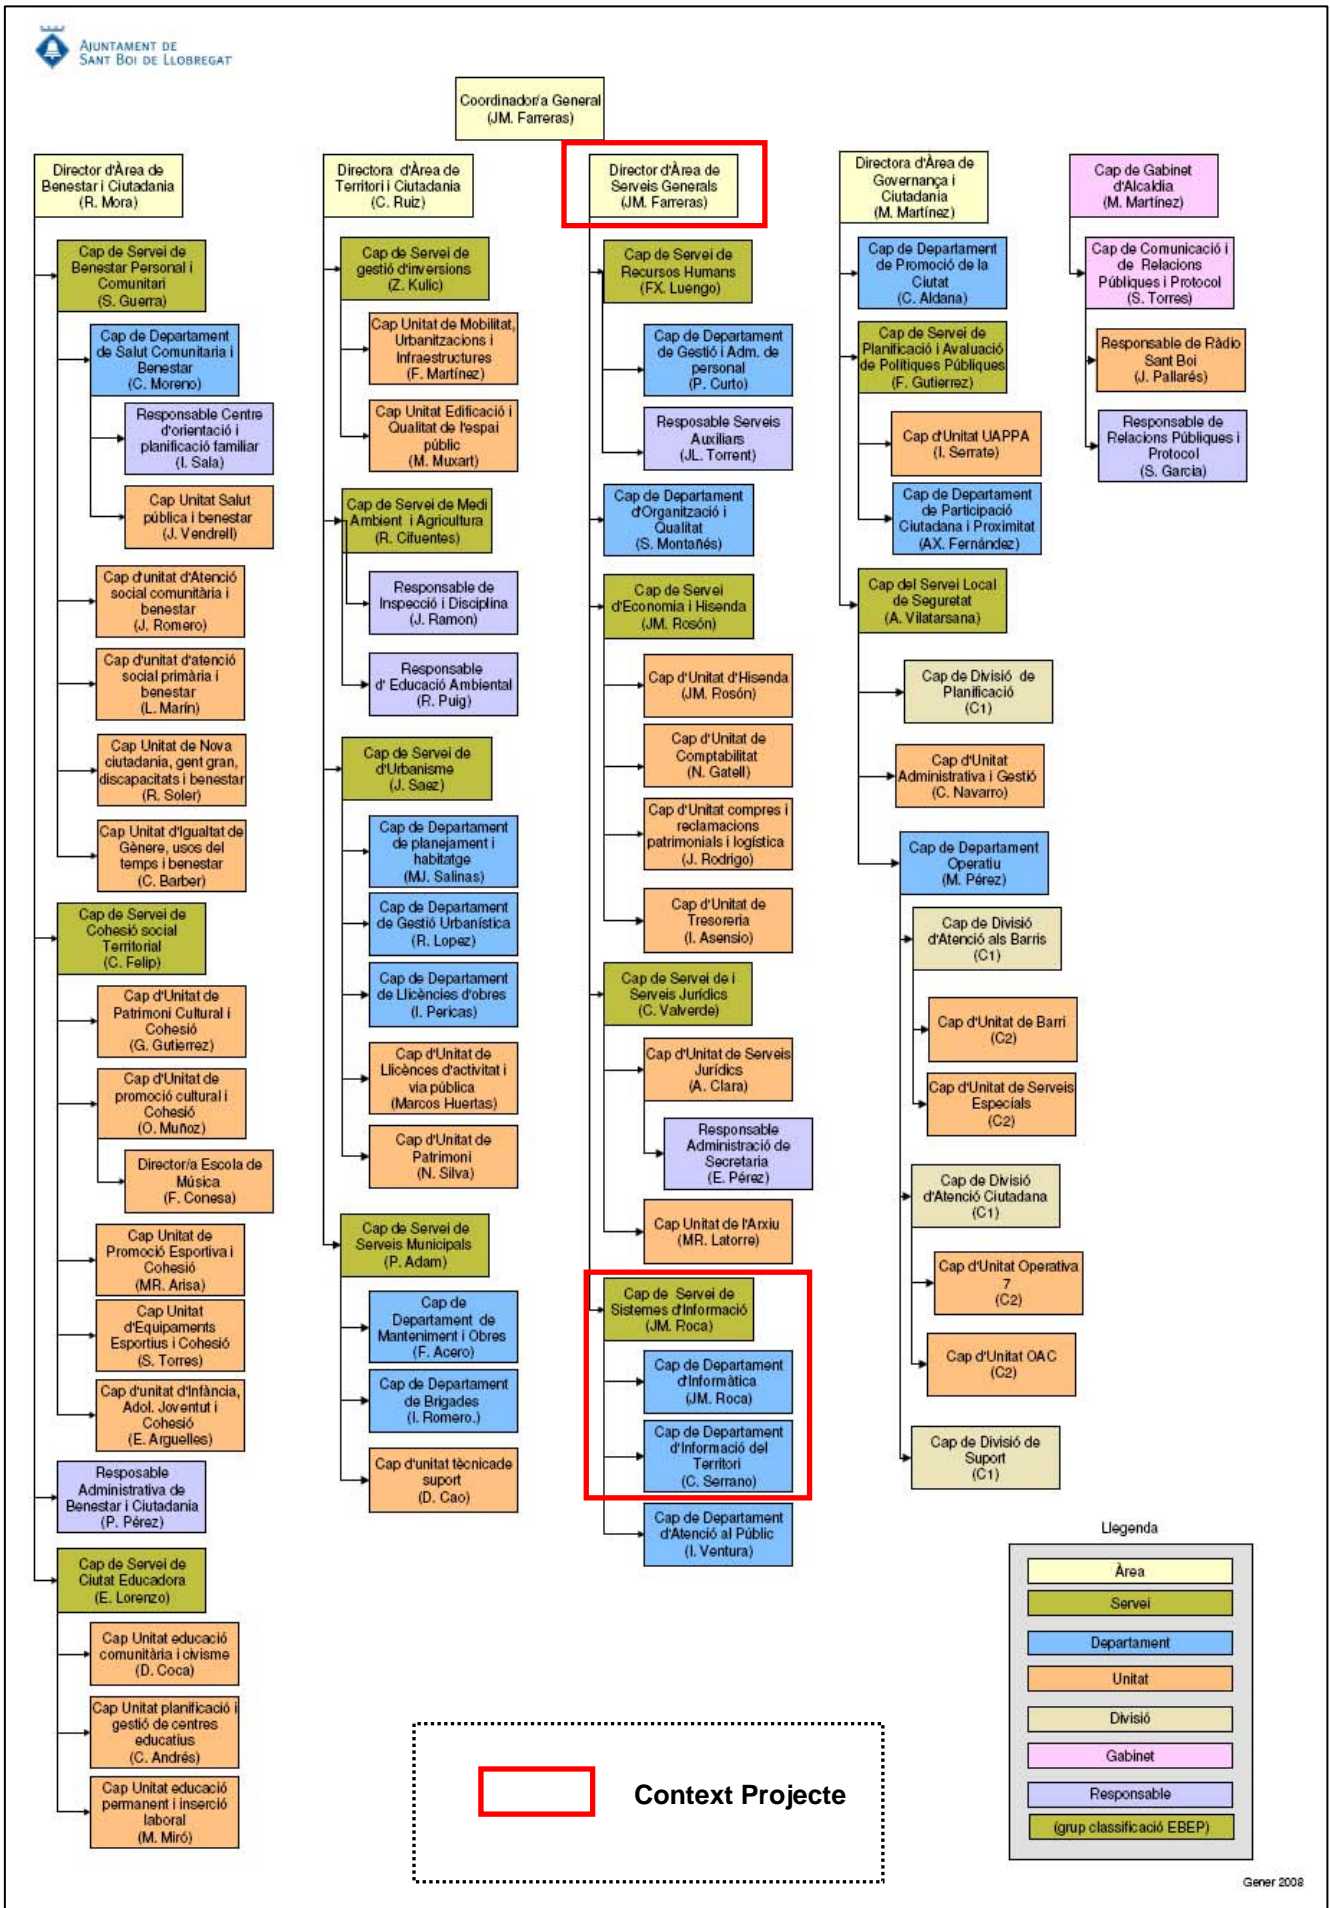 AJUNTAMENT DE
SANT BOI DE LLOBREGAT
Coordinador/a General
(JM. Farreras)
Director d'Àrea de
Benestar i Ciutadania
(R. Mora)
Cap de Servei de
Benestar Personal i
Comunitari
(S. Guerra)
Cap de Departament
de Salut Comunitaria i
Benestar
(C. Moreno)
Responsable Centre
d'orientació i
planificació familiar
(I. Sala)
Cap Unitat Salut
pública i benestar
(J. Vendrell)
Cap d'unitat d'Atenció
social comunitària i
benestar
(J. Romero)
Cap d'unitat d'atenció
social primària i
benestar
(L. Marín)
Cap Unitat de Nova
ciutadania, gent gran,
discapacitats i benestar
(R. Soler)
Cap Unitat d'Igualtat de
Gènere, usos del
temps i benestar
(C. Barber)
Cap de Servei de
Cohesió social
Territorial
(C. Felip)
Cap d'Unitat de
Patrimoni Cultural i
Cohesió
(G. Gutierrez)
Cap d'Unitat de
promoció cultural i
Cohesió
(O. Muñoz)
Director/a Escola de
Música
(F. Conesa)
Cap Unitat de
Promoció Esportiva i
Cohesió
(MR. Arisa)
Cap Unitat
d'Equipaments
Esportius i Cohesió
(S. Torres)
Cap d'unitat d'Infància,
Adol. Joventut i
Cohesió
(E. Arguelles)
Resposable
Administrativa de
Benestar i Ciutadania
(P. Pérez)
Cap de Servei de
Ciutat Educadora
(E. Lorenzo)
Cap Unitat educació
comunitària i civisme
(D. Coca)
Cap Unitat planificació i
gestió de centres
educatius
(C. Andrés)
Cap Unitat educació
permanent i inserció
laboral
(M. Miró)
Directora d'Àrea de
Territori i Ciutadania
(C. Ruiz)
Cap de Servei de
gestió d'inversions
(Z. Kulic)
Cap Unitat de Mobilitat,
Urbanitzacions i
Infraestructures
(F. Martínez)
Cap Unitat Edificació i
Qualitat de l'espai
públic
(M. Muxart)
Cap de Servei de Medi
Ambient i Agricultura
(R. Cifuentes)
Responsable de
Inspecció i Disciplina
(J. Ramon)
Responsable
d' Educació Ambiental
(R. Puig)
Cap de Servei de
d'Urbanisme
(J. Saez)
Cap de Departament
de planejament i
habitatge
(MJ. Salinas)
Cap de Departament
de Gestió Urbanística
(R. Lopez)
Cap de Departament
de Llicències d'obres
(I. Pericas)
Cap d'Unitat de
Llicènces d'activitat i
via pública
(Marcos Huertas)
Cap d'Unitat de
Patrimoni
(N. Silva)
Cap de Servei de
Serveis Municipals
(P. Adam)
Cap de
Departament de
Manteniment i Obres
(F. Acero)
Cap de Departament
de Brigades
(I. Romero.)
Cap d'unitat tècnicade
suport
(D. Cao)
Director d'Àrea de
Serveis Generals
(JM. Farreras)
Cap de Servei de
Recursos Humans
(FX. Luengo)
Cap de Departament
de Gestió i Adm. de
personal
(P. Curto)
Resposable Serveis
Auxiliars
(JL. Torrent)
Cap de Departament
d'Organització i
Qualitat
(S. Montañés)
Cap de Servei
d'Economia i Hisenda
(JM. Rosón)
Cap d'Unitat d'Hisenda
(JM. Rosón)
Cap d'Unitat de
Comptabilitat
(N. Gatell)
Cap d'Unitat compres i
reclamacions
patrimonials i logística
(J. Rodrigo)
Cap d'Unitat de
Tresoreria
(I. Asensio)
Cap de Servei de i
Serveis Jurídics
(C. Valverde)
Cap d'Unitat de Serveis
Jurídics
(A. Clara)
Responsable
Administració de
Secretaria
(E. Pérez)
Cap Unitat de l'Arxiu
(MR. Latorre)
Cap de Servei de
Sistemes d'Informació
(JM. Roca)
Cap de Departament
d'Informàtica
(JM. Roca)
Cap de Departament
d'Informació del
Territori
(C. Serrano)
Cap de Departament
d'Atenció al Públic
(I. Ventura)
Directora d'Àrea de
Governança i
Ciutadania
(M. Martínez)
Cap de Departament
de Promoció de la
Ciutat
(C. Aldana)
Cap de Servei de
Planificació i Avaluació
de Polítiques Públiques
(F. Gutierrez)
Cap d'Unitat UAPPA
(I. Serrate)
Cap de Departament
de Participació
Ciutadana i Proximitat
(AX. Fernández)
Cap del Servei Local
de Seguretat
(A. Vilatarsana)
Cap de Divisió de
Planificació
(C1)
Cap d'Unitat
Administrativa i Gestió
(C. Navarro)
Cap de Departament
Operatiu
(M. Pérez)
Cap de Divisió
d'Atenció als Barris
(C1)
Cap d'Unitat de Barri
(C2)
Cap d'Unitat de Serveis
Especials
(C2)
Cap de Divisió
d'Atenció Ciutadana
(C1)
Cap d'Unitat Operativa
7
(C2)
Cap d'Unitat OAC
(C2)
Cap de Divisió de
Suport
(C1)
Cap de Gabinet
d'Alcaldia
(M. Martínez)
Cap de Comunicació i
de Relacions
Públiques i Protocol
(S. Torres)
Responsable de Ràdio
Sant Boi
(J. Pallarés)
Responsable de
Relacions Públiques i
Protocol
(S. Garcia)
Llegenda
Àrea
Servei
Departament
Unitat
Divisió
Gabinet
Responsable
(grup classificació EBEP)
Context Projecte
Gener 2008